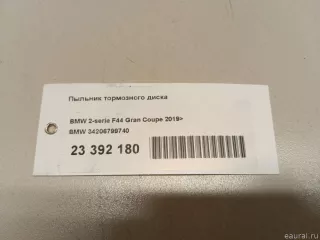 Пыльник тормозного диска
BMW 2-serie F44 Gran Coupe 2019>
BMW 34206799740
23 392 180
eaural.ru